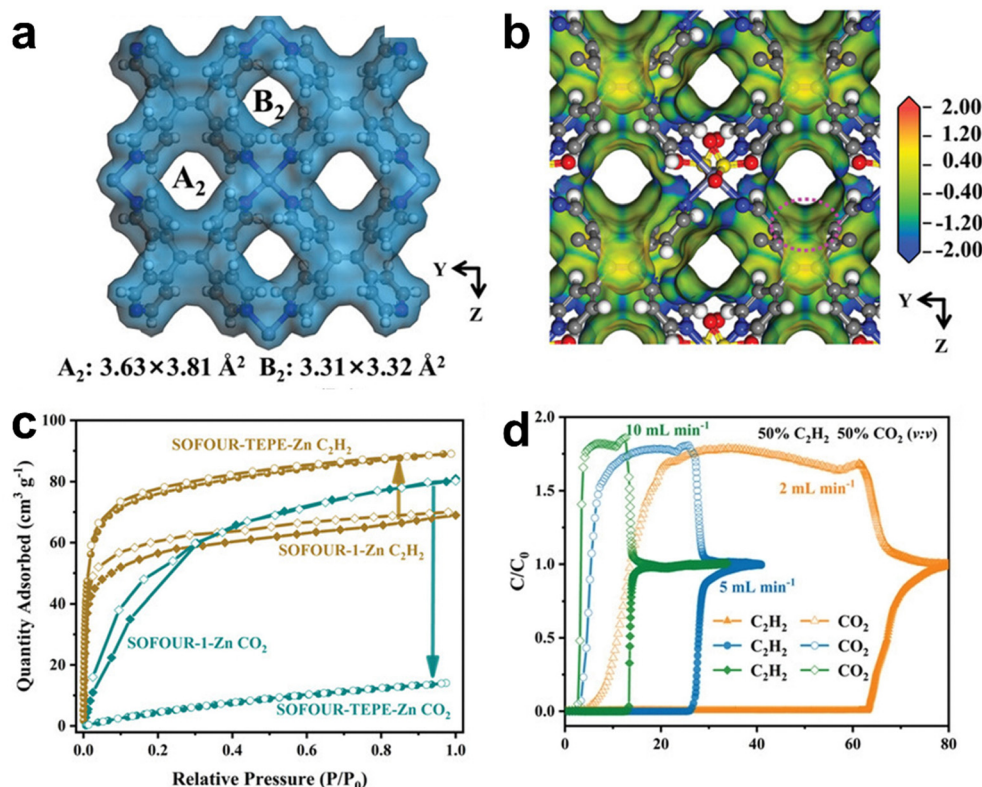 a
B₂
A₂
Y
Z
A₂: 3.63×3.81 Å² B₂: 3.31×3.32 Å²
b
2.00
1.20
0.40
-0.40
-1.20
-2.00
Y
Z
c
100
80
60
40
20
0
Quantity Adsorbed (cm³ g⁻¹)
SOFOUR-TEPE-Zn C₂H₂
SOFOUR-1-Zn C₂H₂
SOFOUR-1-Zn CO₂
SOFOUR-TEPE-Zn CO₂
0.0 0.2 0.4 0.6 0.8 1.0
Relative Pressure (P/P₀)
d
2.0
1.5
1.0
0.5
0.0
C/C₀
10 mL min⁻¹
50% C₂H₂ 50% CO₂ (v:v)
2 mL min⁻¹
5 mL min⁻¹
C₂H₂ CO₂
C₂H₂ CO₂
C₂H₂ CO₂
0 20 40 60 80